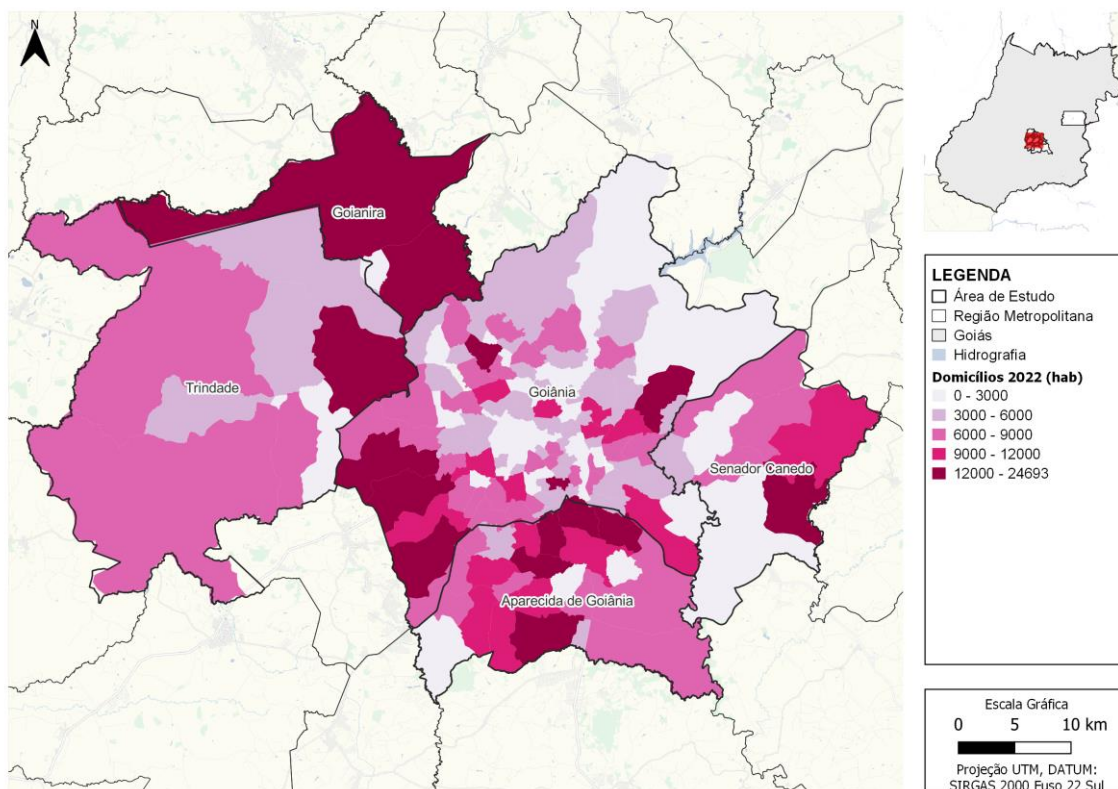 N
Goianira
Trindade
Goiânia
Senador Canedo
Aparecida de Goiânia
LEGENDA
Área de Estudo
Região Metropolitana
Goiás
Hidrografia
Domicílios 2022 (hab)
0 - 3000
3000 - 6000
6000 - 9000
9000 - 12000
12000 - 24693
Escala Gráfica
0 5 10 km
Projeção UTM, DATUM:
SIRGAS 2000 Fuso 22 Sul